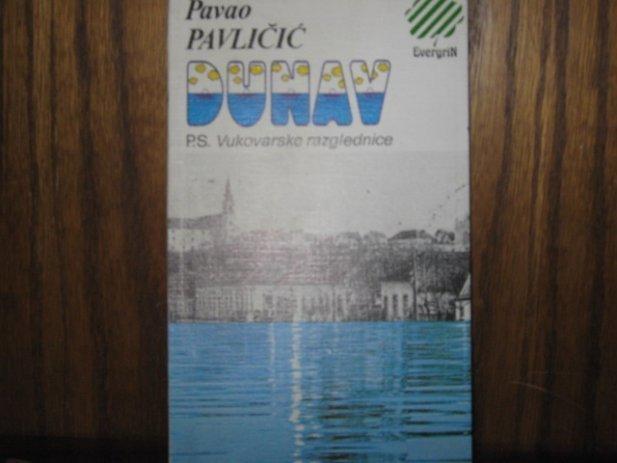 Pavao
PAVLIČIĆ
EvergriN
DUNAV
P.S. Vukovarske razglednice